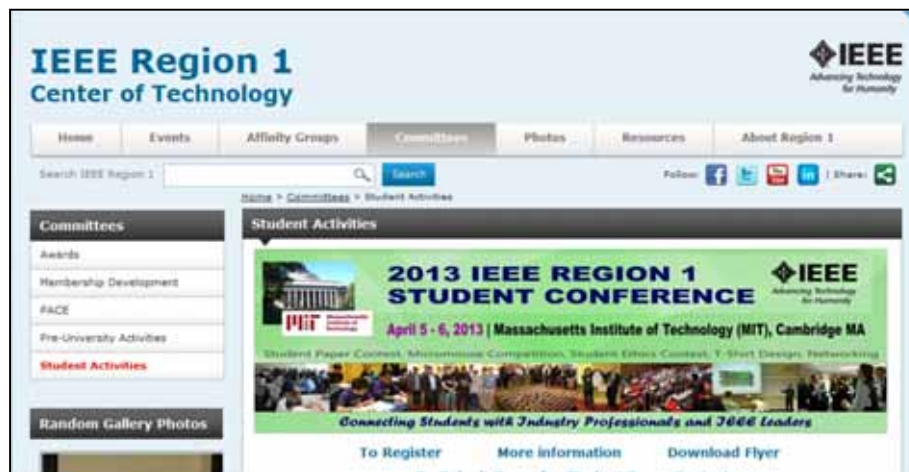 IEEE Region 1
Center of Technology
IEEE
Advancing Technology
for Humanity
Home Events Affinity Groups Committees Photos Resources About Region 1
Search IEEE Region 1 Search Follow: f in | Share:
Home > Committees > Student Activities
Committees
Awards
Membership Development
PACE
Pre-University Activities
Student Activities
Random Gallery Photos
Student Activities
2013 IEEE REGION 1
STUDENT CONFERENCE
IEEE
Advancing Technology
for Humanity
MIT Massachusetts
Institute of
Technology
April 5 - 6, 2013 | Massachusetts Institute of Technology (MIT), Cambridge MA
Student Paper Contest, Micromouse Competition, Student Ethics Contest, T-Shirt Design, Networking
Connecting Students with Industry Professionals and IEEE Leaders
To Register More information Download Flyer